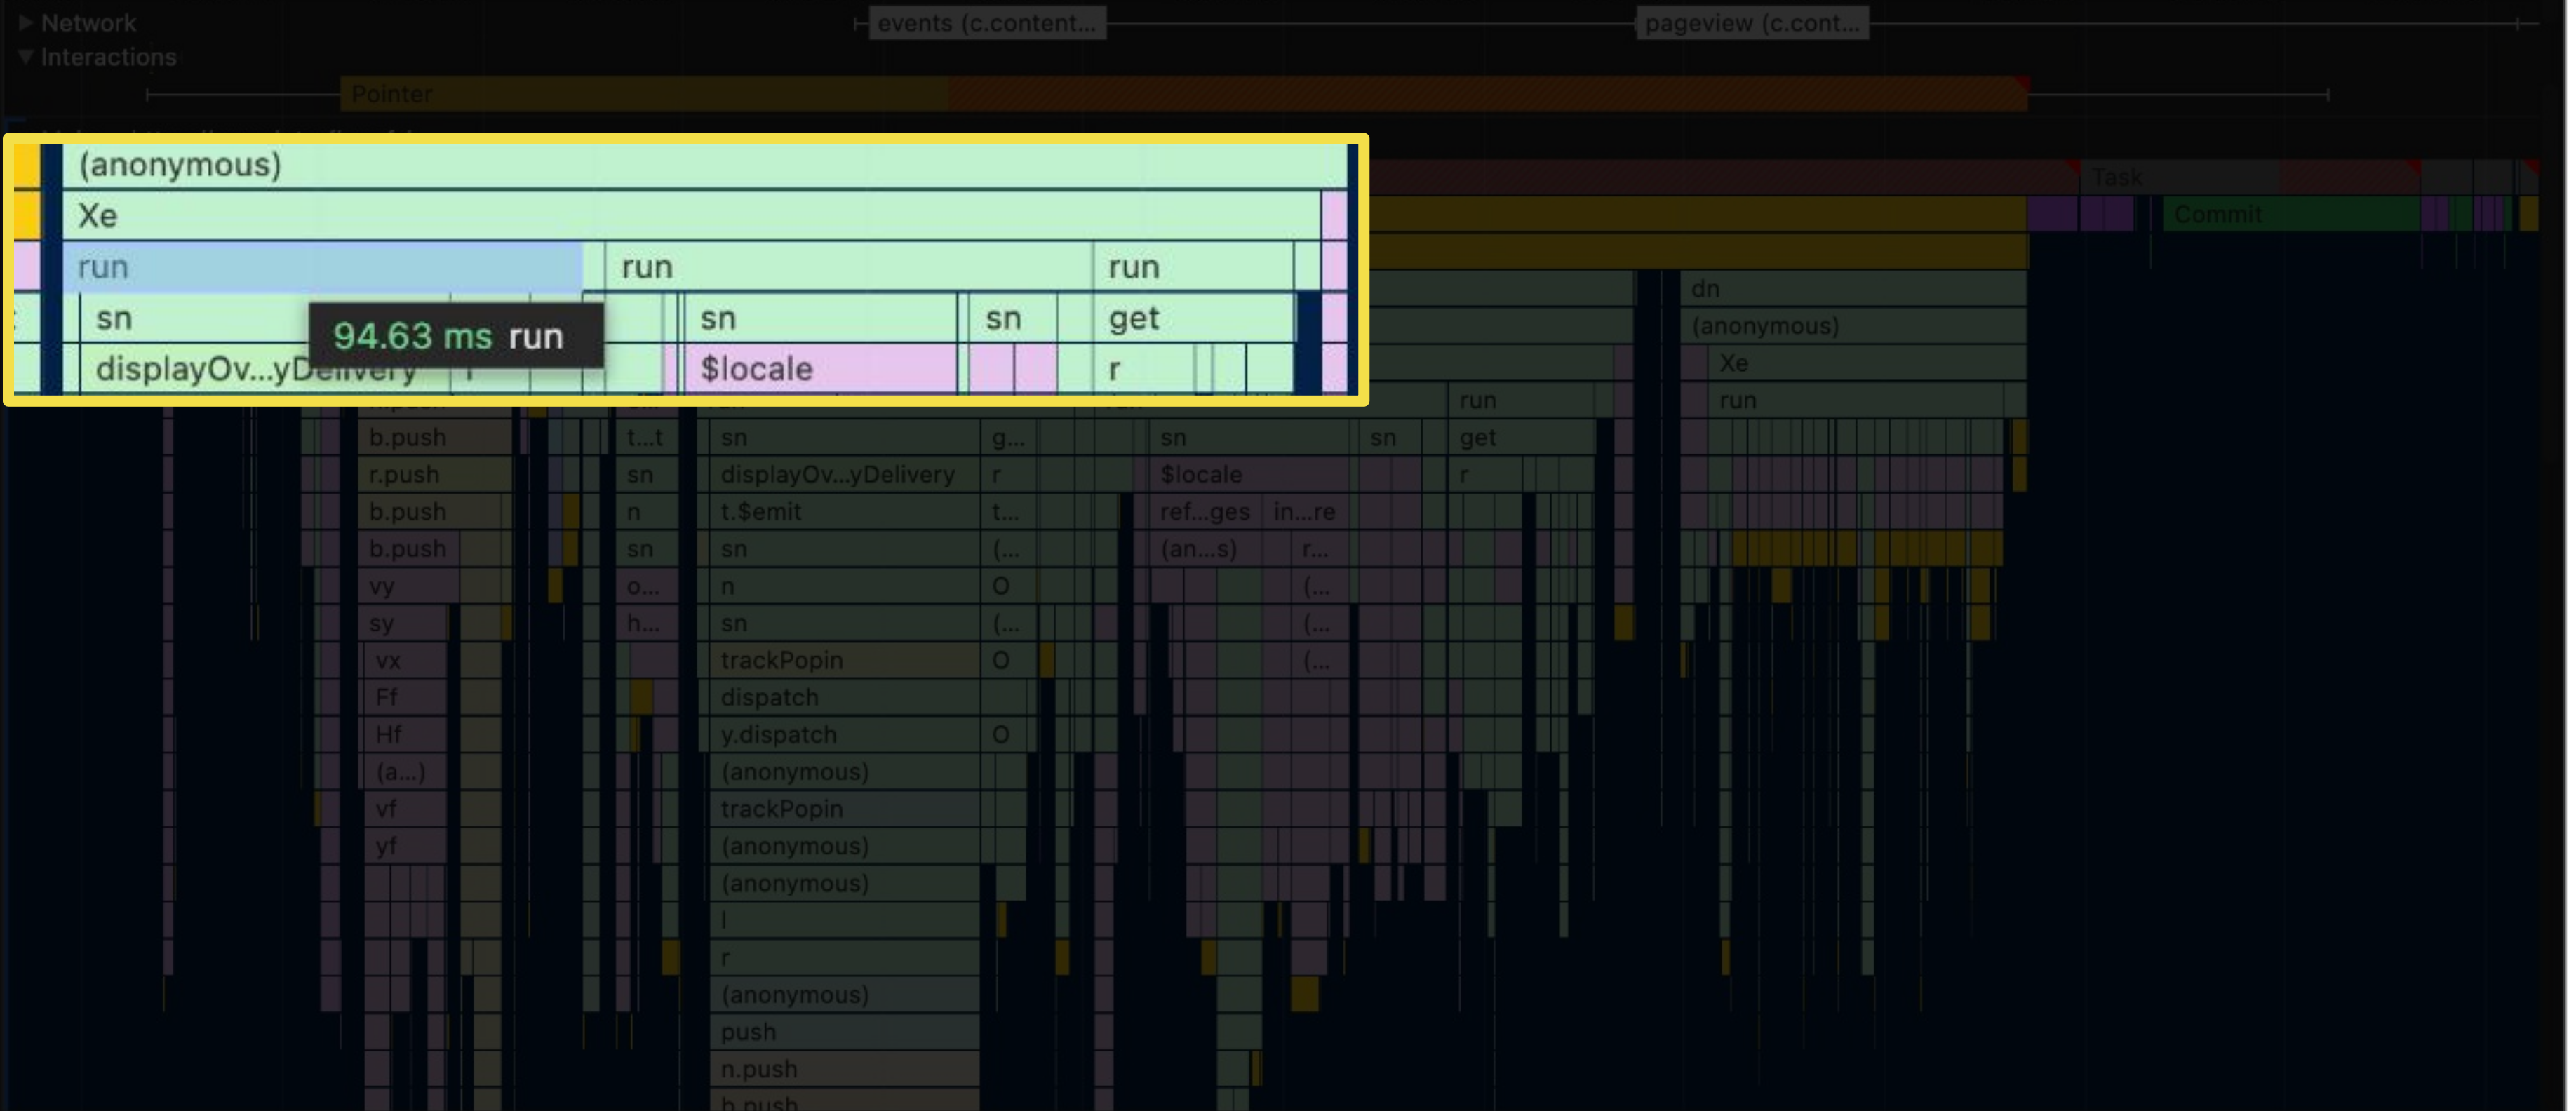 Network
events (c.content...
pageview (c.cont...
Interactions
Pointer
(anonymous)
Xe
run
run
run
sn
94.63 ms run
sn
sn
get
displayOv...yDelivery
$locale
r
Task
Commit
dn
(anonymous)
Xe
run
run
b.push
t...t
sn
g...
sn
sn
get
r.push
sn
displayOv...yDelivery
r
$locale
r
b.push
n
t.$emit
t...
ref...ges
in...re
b.push
sn
sn
(...
(an...s)
r...
vy
o...
n
O
(...
sy
h...
sn
(...
(...
vx
trackPopin
O
(...
Ff
dispatch
Hf
y.dispatch
O
(a...)
(anonymous)
vf
trackPopin
yf
(anonymous)
(anonymous)
l
r
(anonymous)
push
n.push
b.push